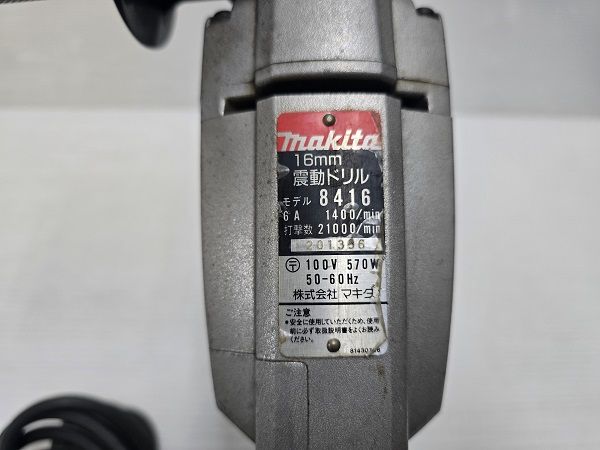 makita
16mm
震動ドリル
モデル 8416
6A 1400/min
打撃数 21000/min
201336
〒 100V 570W
50-60Hz
株式会社 マキタ
ご注意
●安全に使用していただくため、使用
前に必ず取扱説明書をよくお読み
ください。